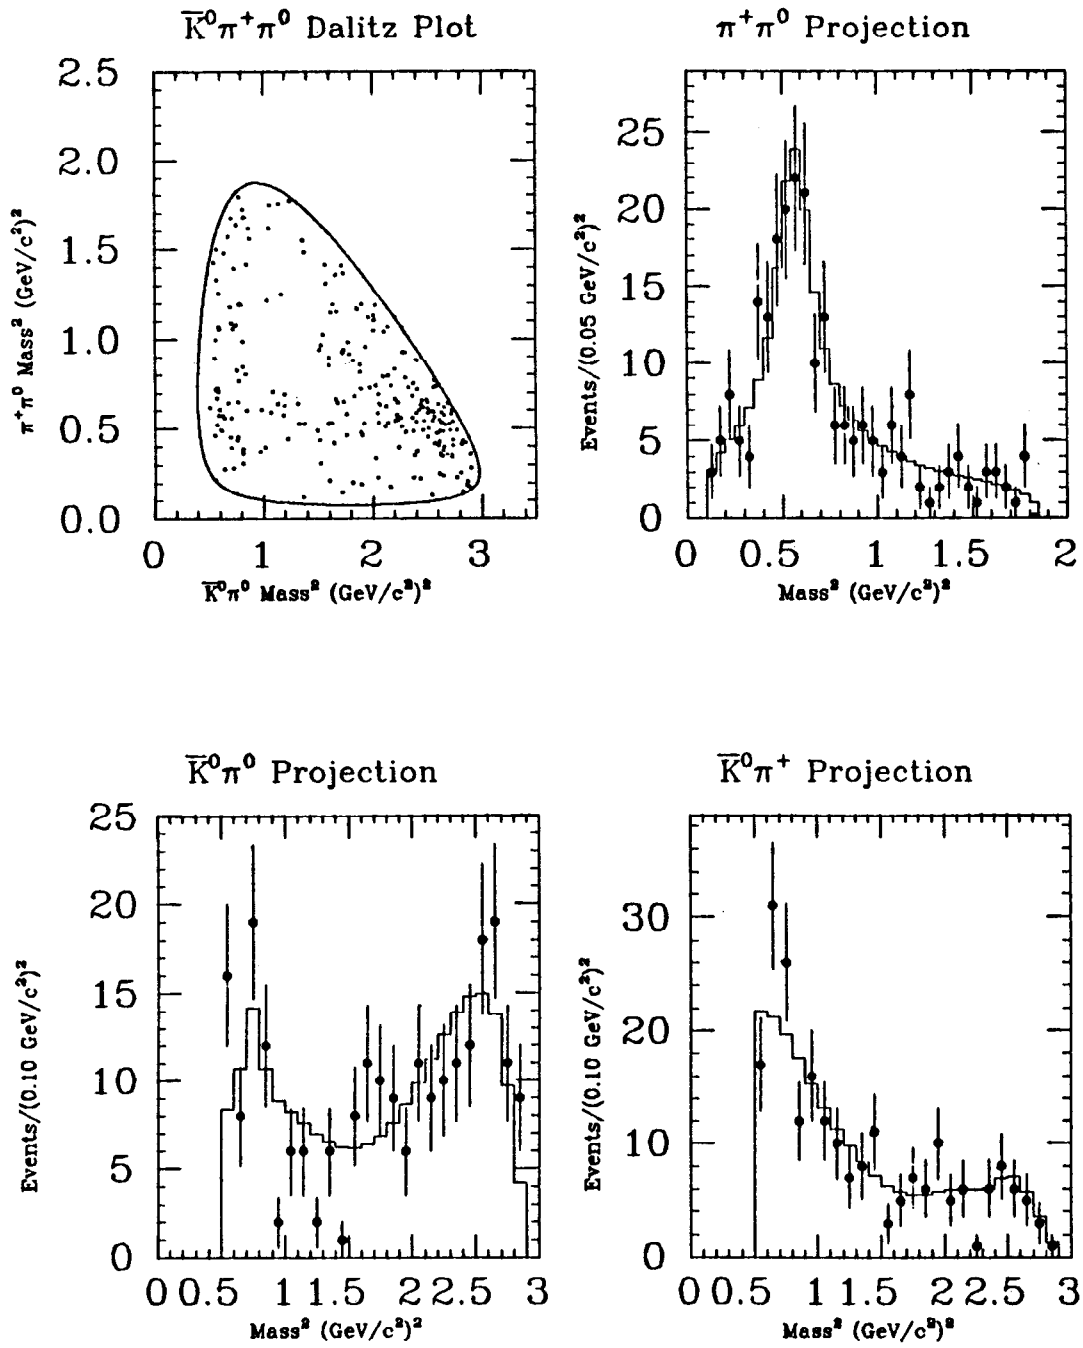 K̅⁰π⁺π⁰ Dalitz Plot
π⁺π⁰ Mass² (GeV/c²)²
2.5
2.0
1.5
1.0
0.5
0.0
0 1 2 3
K̅⁰π⁰ Mass² (GeV/c²)²
π⁺π⁰ Projection
Events/(0.05 GeV/c²)²
25
20
15
10
5
0
0 0.5 1 1.5 2
Mass² (GeV/c²)²
K̅⁰π⁰ Projection
Events/(0.10 GeV/c²)²
25
20
15
10
5
0
0 0.5 1 1.5 2 2.5 3
Mass² (GeV/c²)²
K̅⁰π⁺ Projection
Events/(0.10 GeV/c²)²
30
20
10
0
0 0.5 1 1.5 2 2.5 3
Mass² (GeV/c²)²